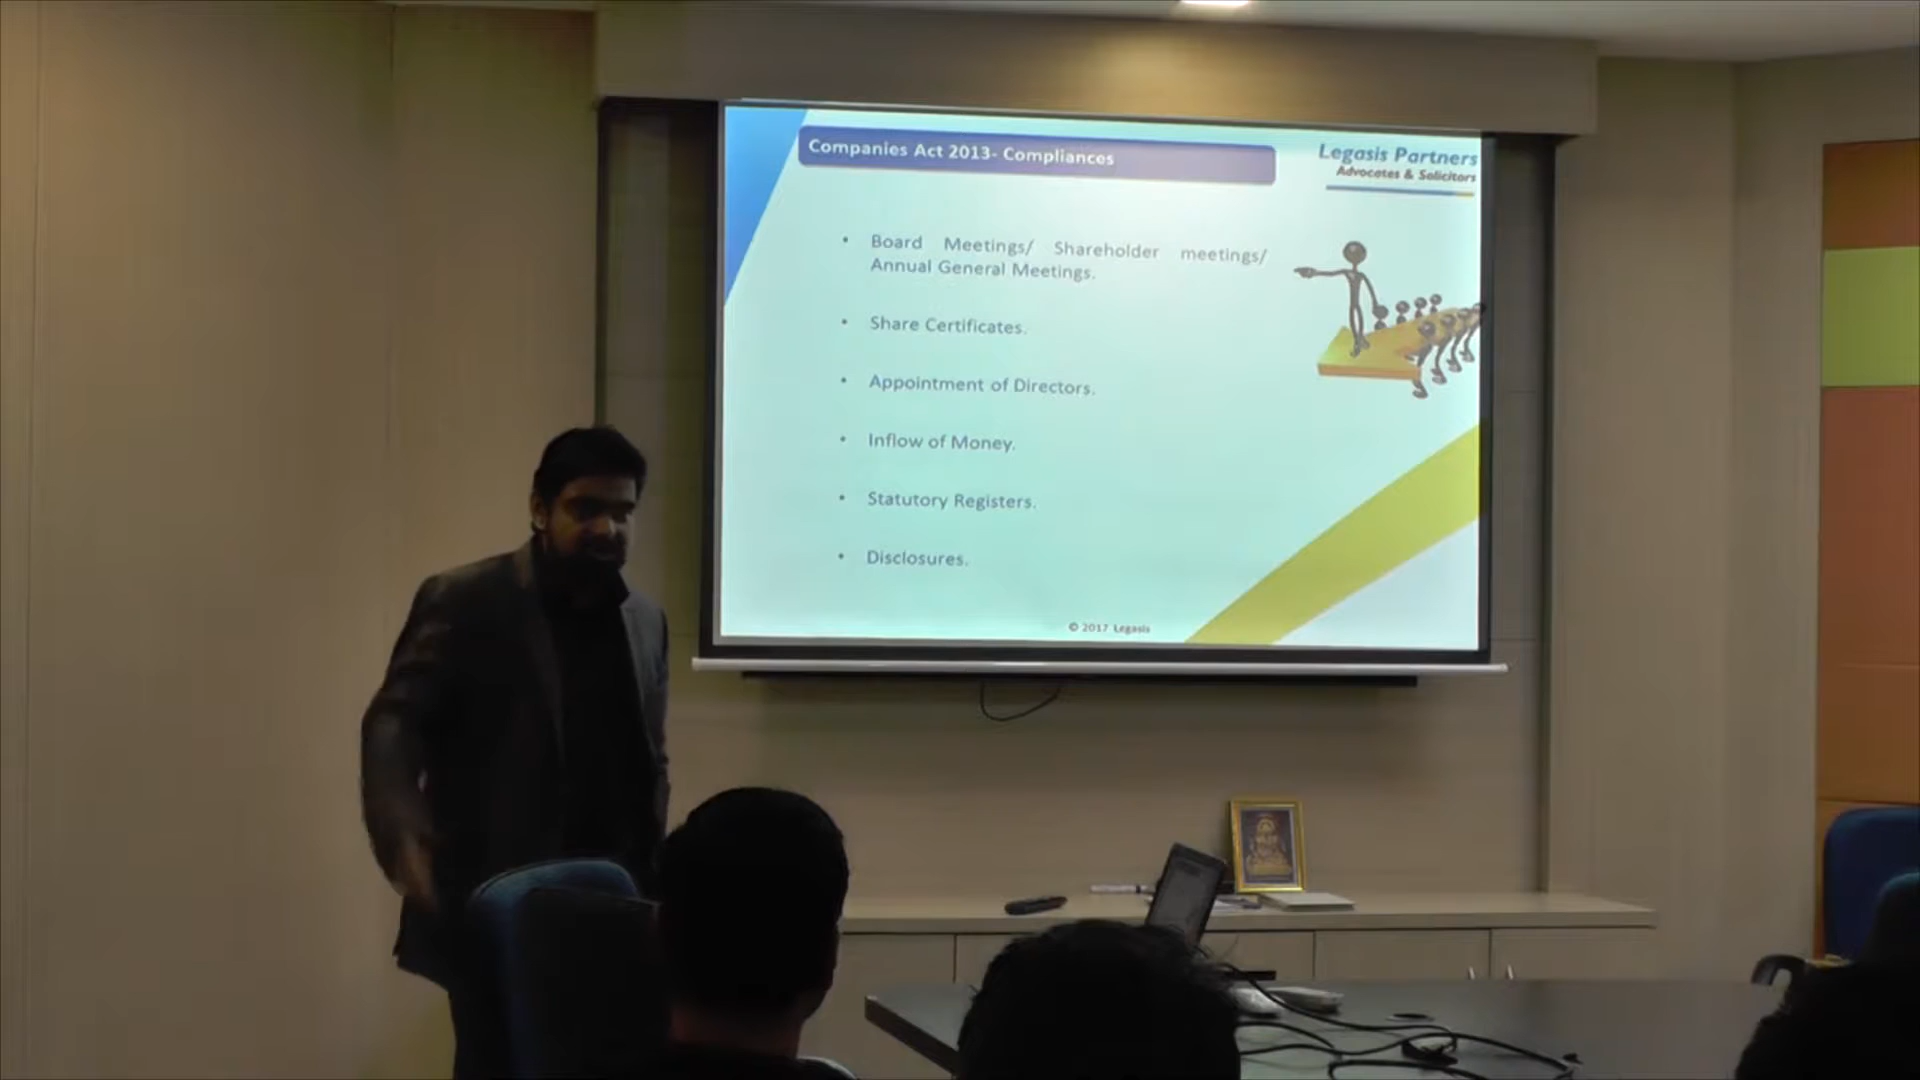 Companies Act 2013- Compliances
Legasis Partners
Advocates & Solicitors
• Board Meetings/ Shareholder meetings/
Annual General Meetings.
• Share Certificates.
• Appointment of Directors.
• Inflow of Money.
• Statutory Registers.
• Disclosures.
© 2017 Legasis